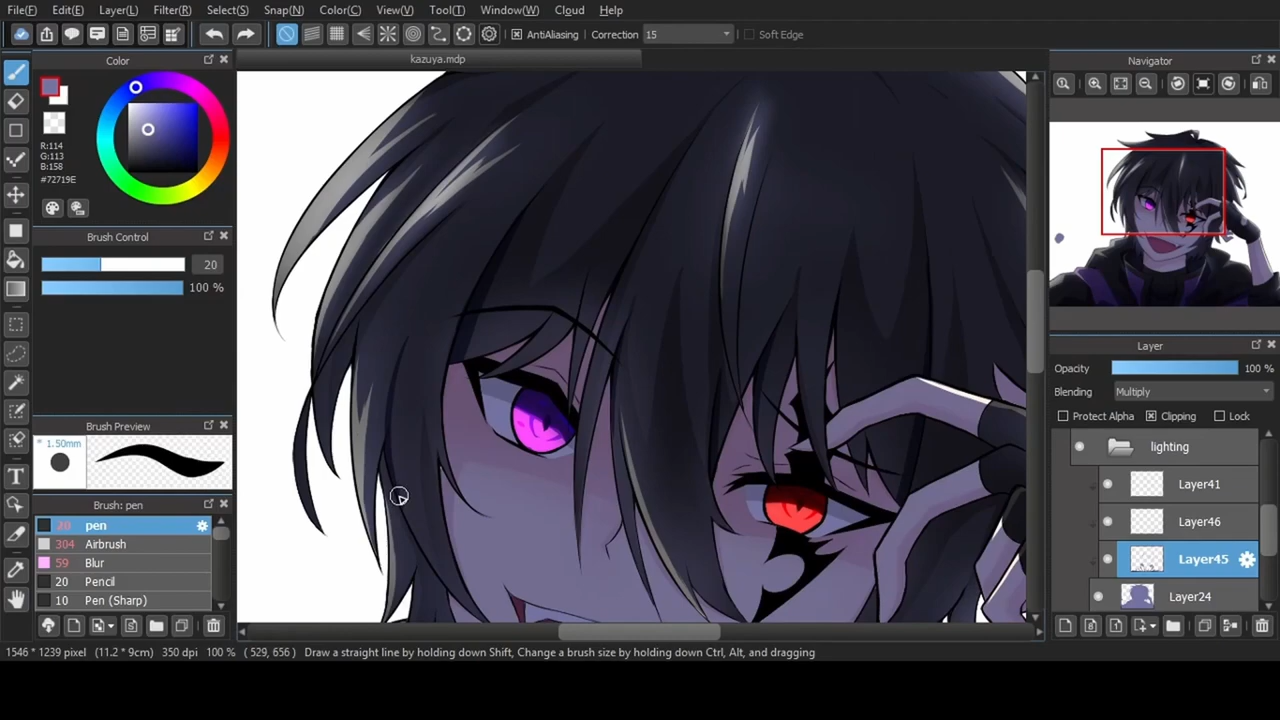 File(F) Edit(E) Layer(L) Filter(R) Select(S) Snap(N) Color(C) View(V) Tool(T) Window(W) Cloud Help
AntiAliasing Correction 15 Soft Edge
Color
kazuya.mdp
Navigator
R:114
G:113
B:158
#72719E
Brush Control
20
100 %
Layer
Opacity 100 %
Blending Multiply
Protect Alpha Clipping Lock
Brush Preview
* 1.50mm
lighting
Layer41
Brush: pen
20 pen
Layer46
304 Airbrush
59 Blur
Layer45
20 Pencil
10 Pen (Sharp)
Layer24
1546 * 1239 pixel (11.2 * 9cm) 350 dpi 100 % ( 529, 656 ) Draw a straight line by holding down Shift, Change a brush size by holding down Ctrl, Alt, and dragging